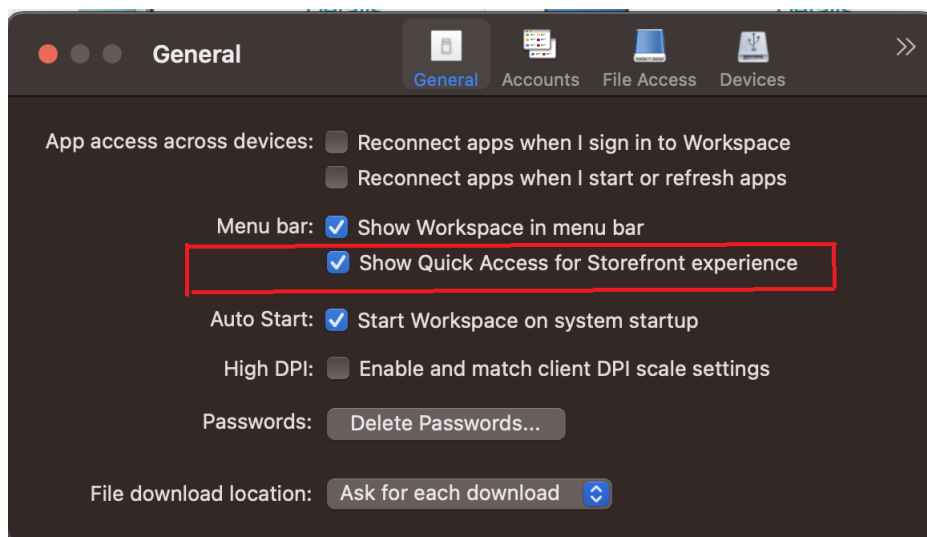 Details
Details
General
General
Accounts
File Access
Devices
App access across devices: Reconnect apps when I sign in to Workspace
Reconnect apps when I start or refresh apps
Menu bar: Show Workspace in menu bar
Show Quick Access for Storefront experience
Auto Start: Start Workspace on system startup
High DPI: Enable and match client DPI scale settings
Passwords: Delete Passwords...
File download location: Ask for each download